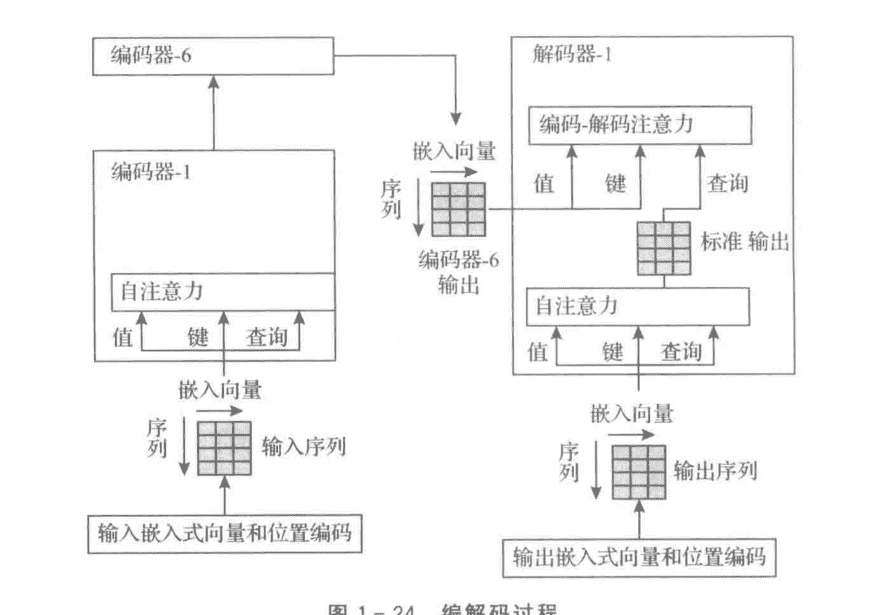 编码器-6
编码器-1
自注意力
值
键
查询
嵌入向量
序列
输入序列
输入嵌入式向量和位置编码
嵌入向量
序列
编码器-6
输出
解码器-1
编码-解码注意力
值
键
查询
标准 输出
自注意力
值
键
查询
嵌入向量
序列
输出序列
输出嵌入式向量和位置编码
图 1-24 编解码过程